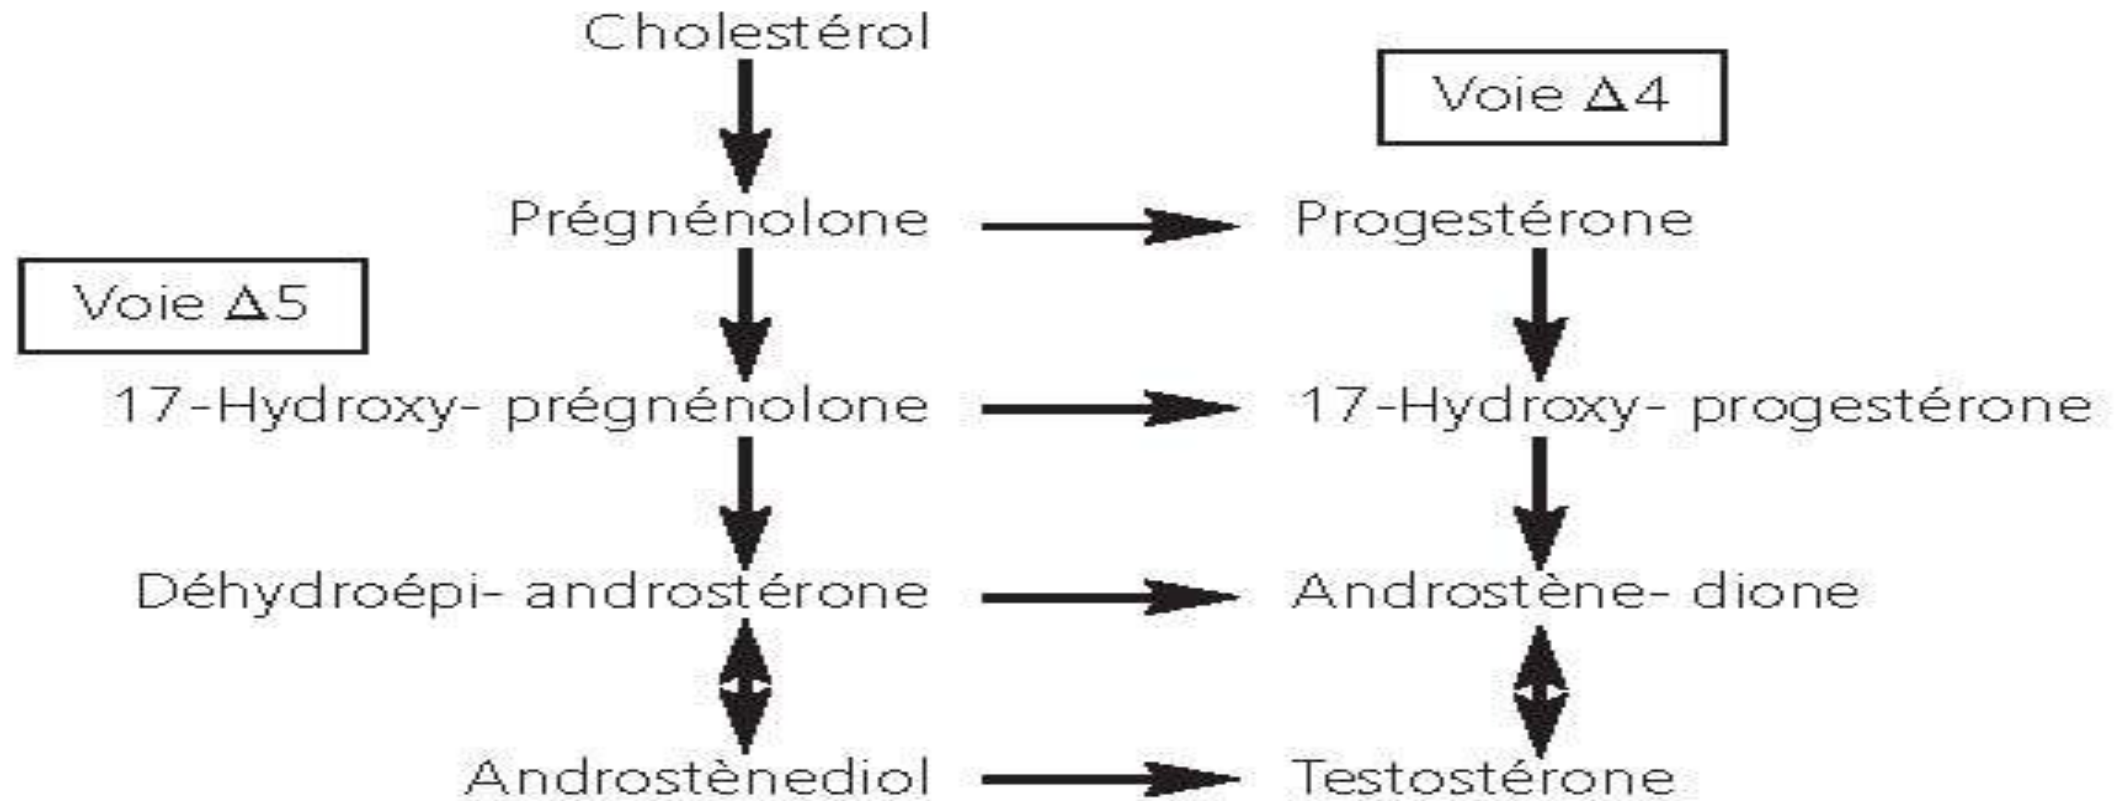 Cholestérol
Voie Δ4
Prégnénolone
Progestérone
Voie Δ5
17-Hydroxy- prégnénolone
17-Hydroxy- progestérone
Déhydroépi- androstérone
Androstène- dione
Androstènediol
Testostérone